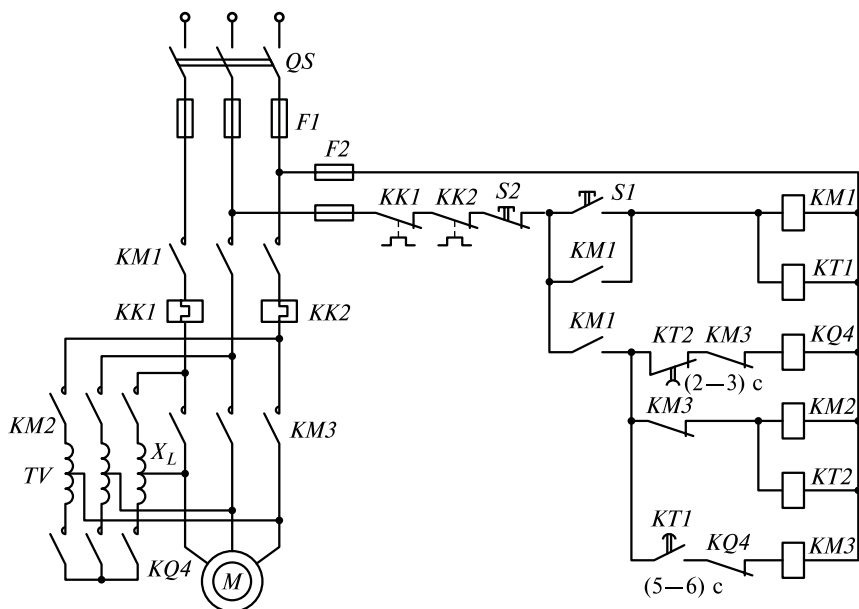 QS
F1
F2
KK1 KK2 S2 S1 KM1
KM1 KM1 KT1
KK1 KK2
KM1 KT2 KM3 KQ4
(2—3) с
KM2 KM3 KM3 KM2
TV X_L KT2
KT1 KQ4 KM3
KQ4 M (5—6) с